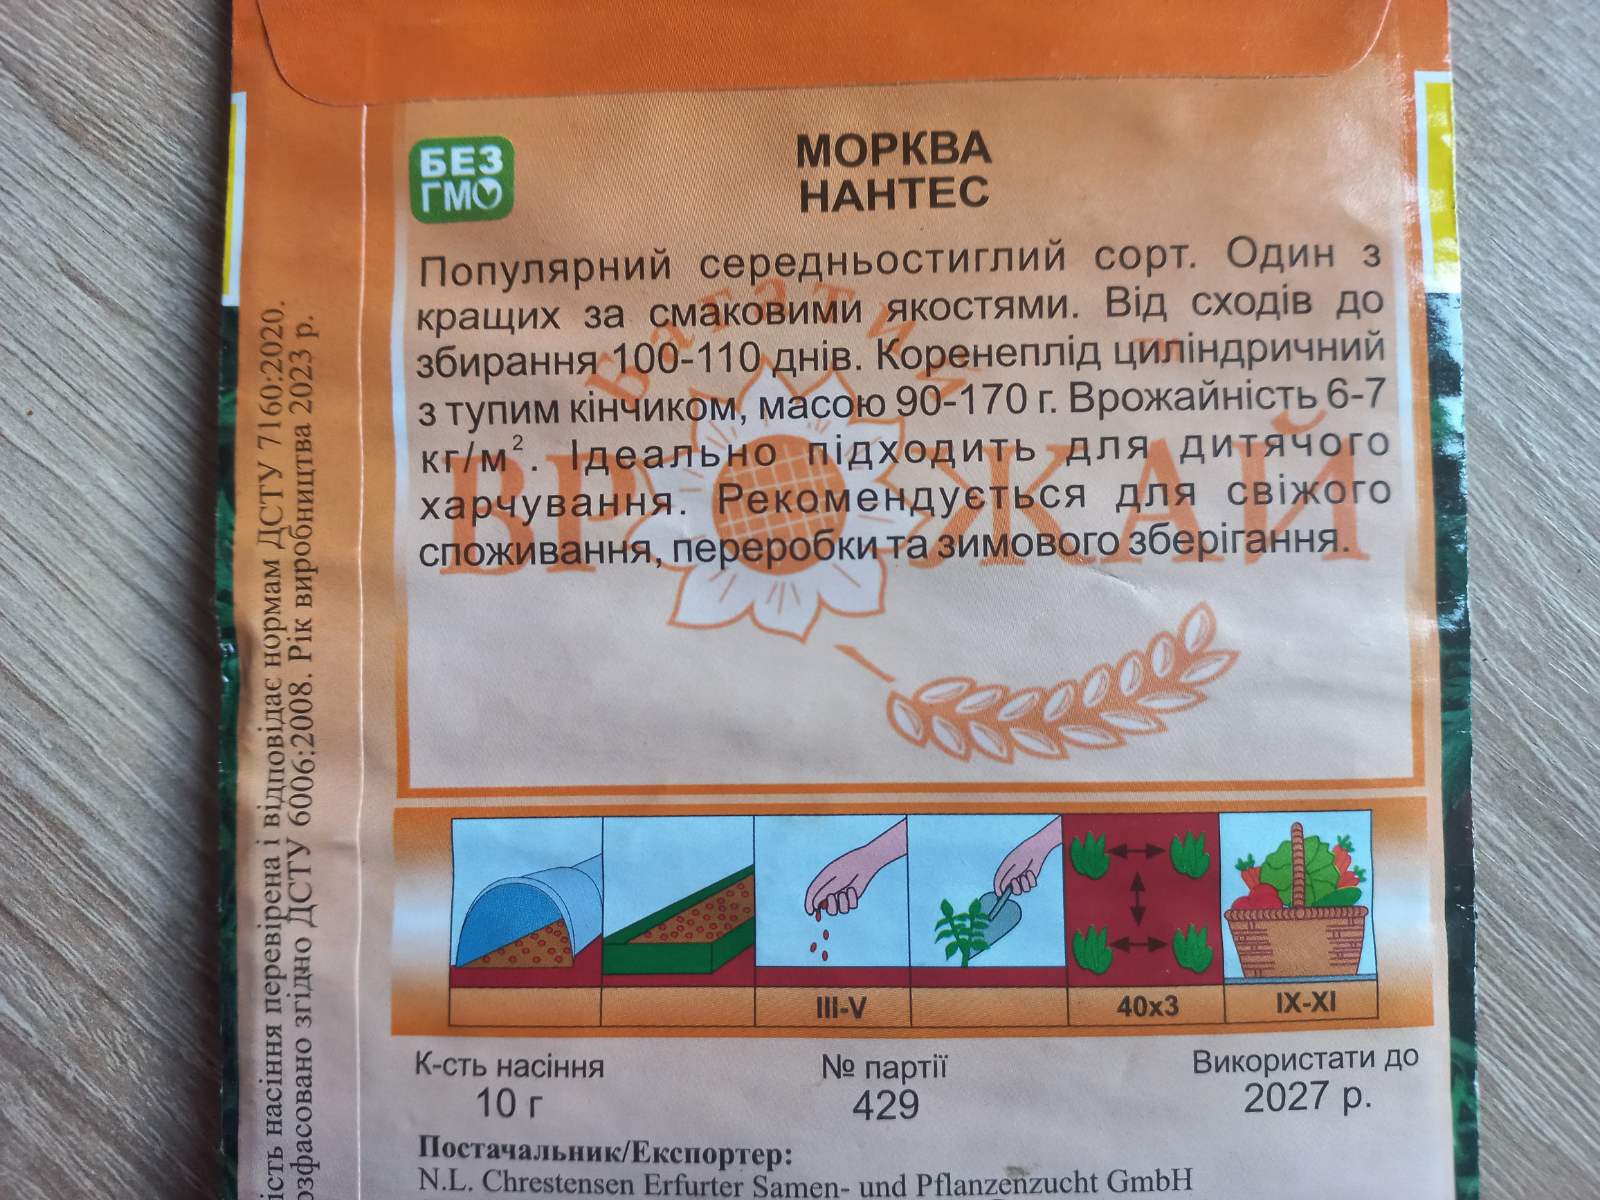 БЕЗ
ГМО
МОРКВА
НАНТЕС
Популярний середньостиглий сорт. Один з
кращих за смаковими якостями. Від сходів до
збирання 100-110 днів. Коренеплід циліндричний
з тупим кінчиком, масою 90-170 г. Врожайність 6-7
кг/м². Ідеально підходить для дитячого
харчування. Рекомендується для свіжого
споживання, переробки та зимового зберігання.
Багатий
ВРОЖАЙ
III-V
40x3
IX-XI
К-сть насіння
10 г
№ партії
429
Використати до
2027 р.
Постачальник/Експортер:
N.L. Chrestensen Erfurter Samen- und Pflanzenzucht GmbH
насіння перевірена і відповідає нормам ДСТУ 7160:2020.
згідно ДСТУ 6006:2008. Рік виробництва 2023 р.